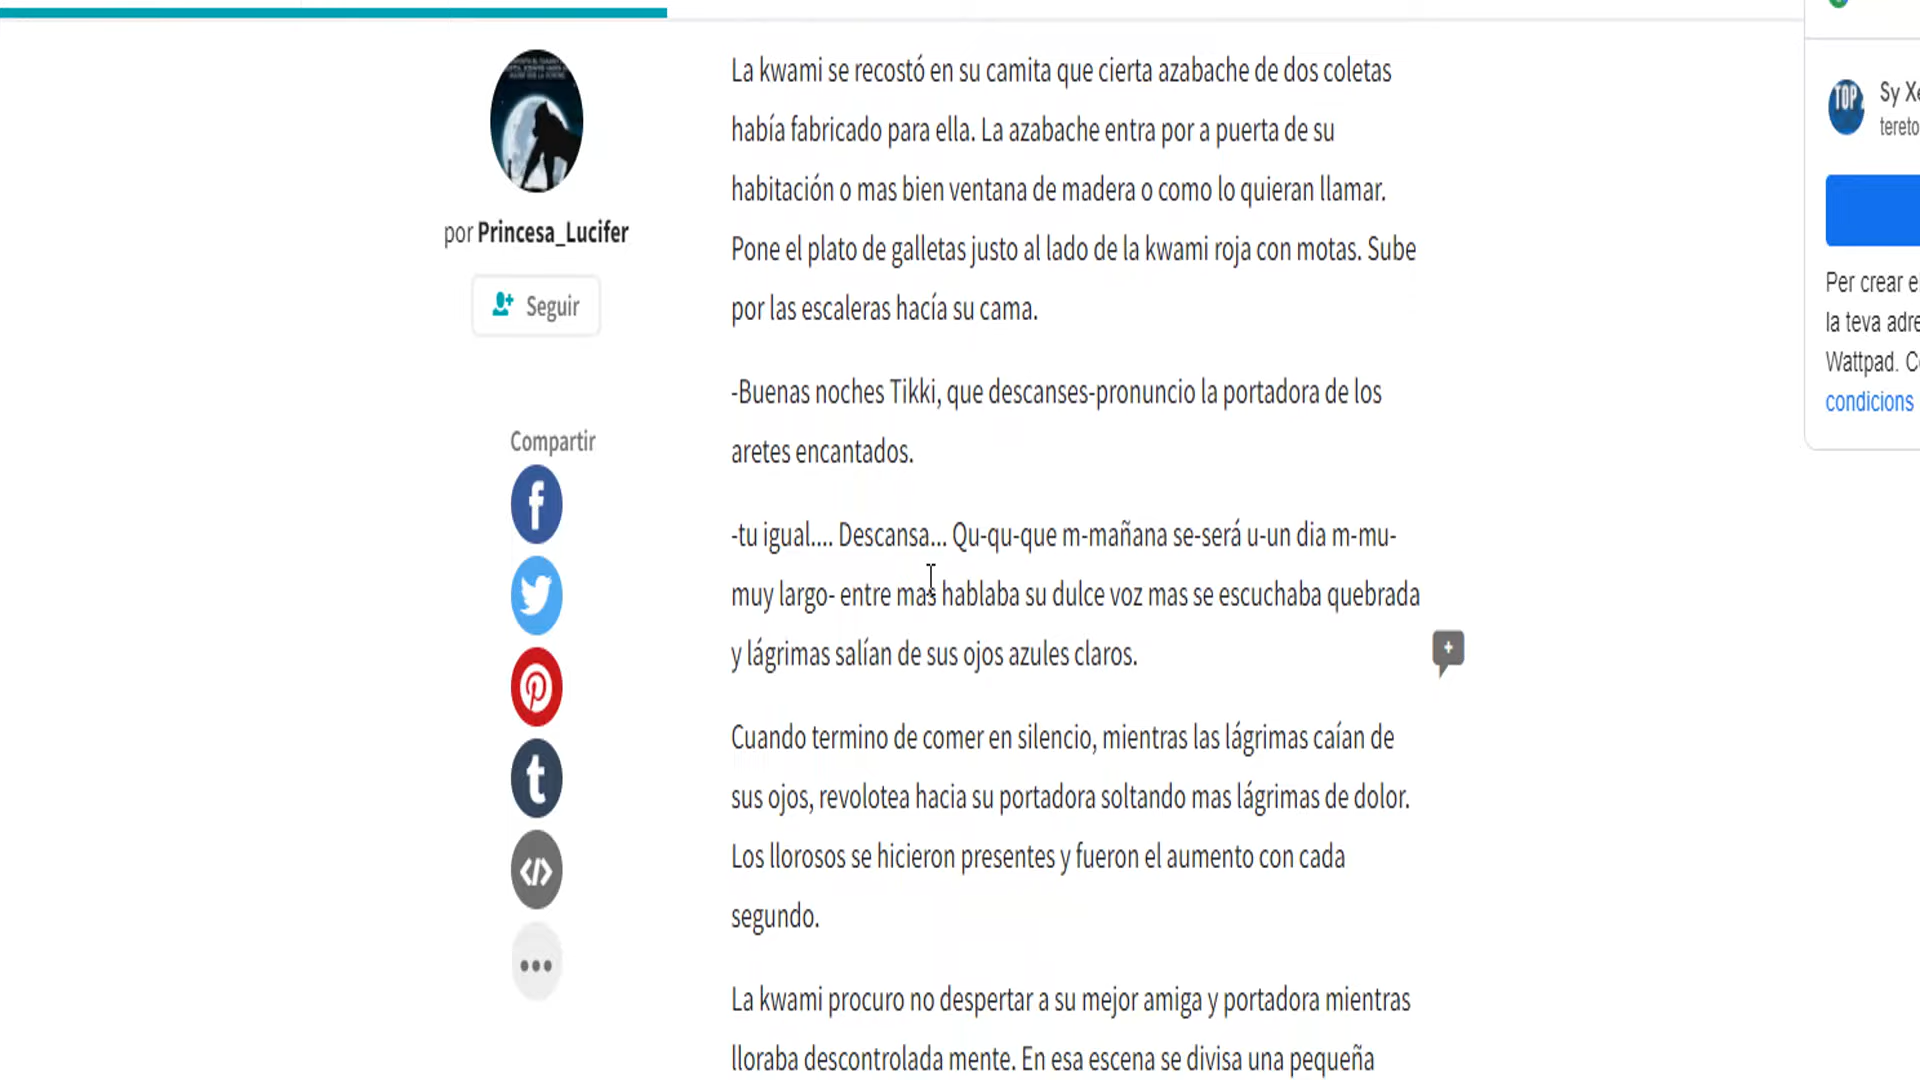 La kwami se recostó en su camita que cierta azabache de dos coletas
había fabricado para ella. La azabache entra por a puerta de su
habitación o mas bien ventana de madera o como lo quieran llamar.
Pone el plato de galletas justo al lado de la kwami roja con motas. Sube
por las escaleras hacía su cama.
-Buenas noches Tikki, que descanses-pronuncio la portadora de los
aretes encantados.
-tu igual.... Descansa... Qu-qu-que m-mañana se-será u-un dia m-mu-
muy largo- entre mas hablaba su dulce voz mas se escuchaba quebrada
y lágrimas salían de sus ojos azules claros.
Cuando termino de comer en silencio, mientras las lágrimas caían de
sus ojos, revolotea hacia su portadora soltando mas lágrimas de dolor.
Los llorosos se hicieron presentes y fueron el aumento con cada
segundo.
La kwami procuro no despertar a su mejor amiga y portadora mientras
lloraba descontrolada mente. En esa escena se divisa una pequeña
por Princesa_Lucifer
Seguir
Compartir
TOP
Sy Xe
tereto
Per crear e
la teva adre
Wattpad. Co
condicions